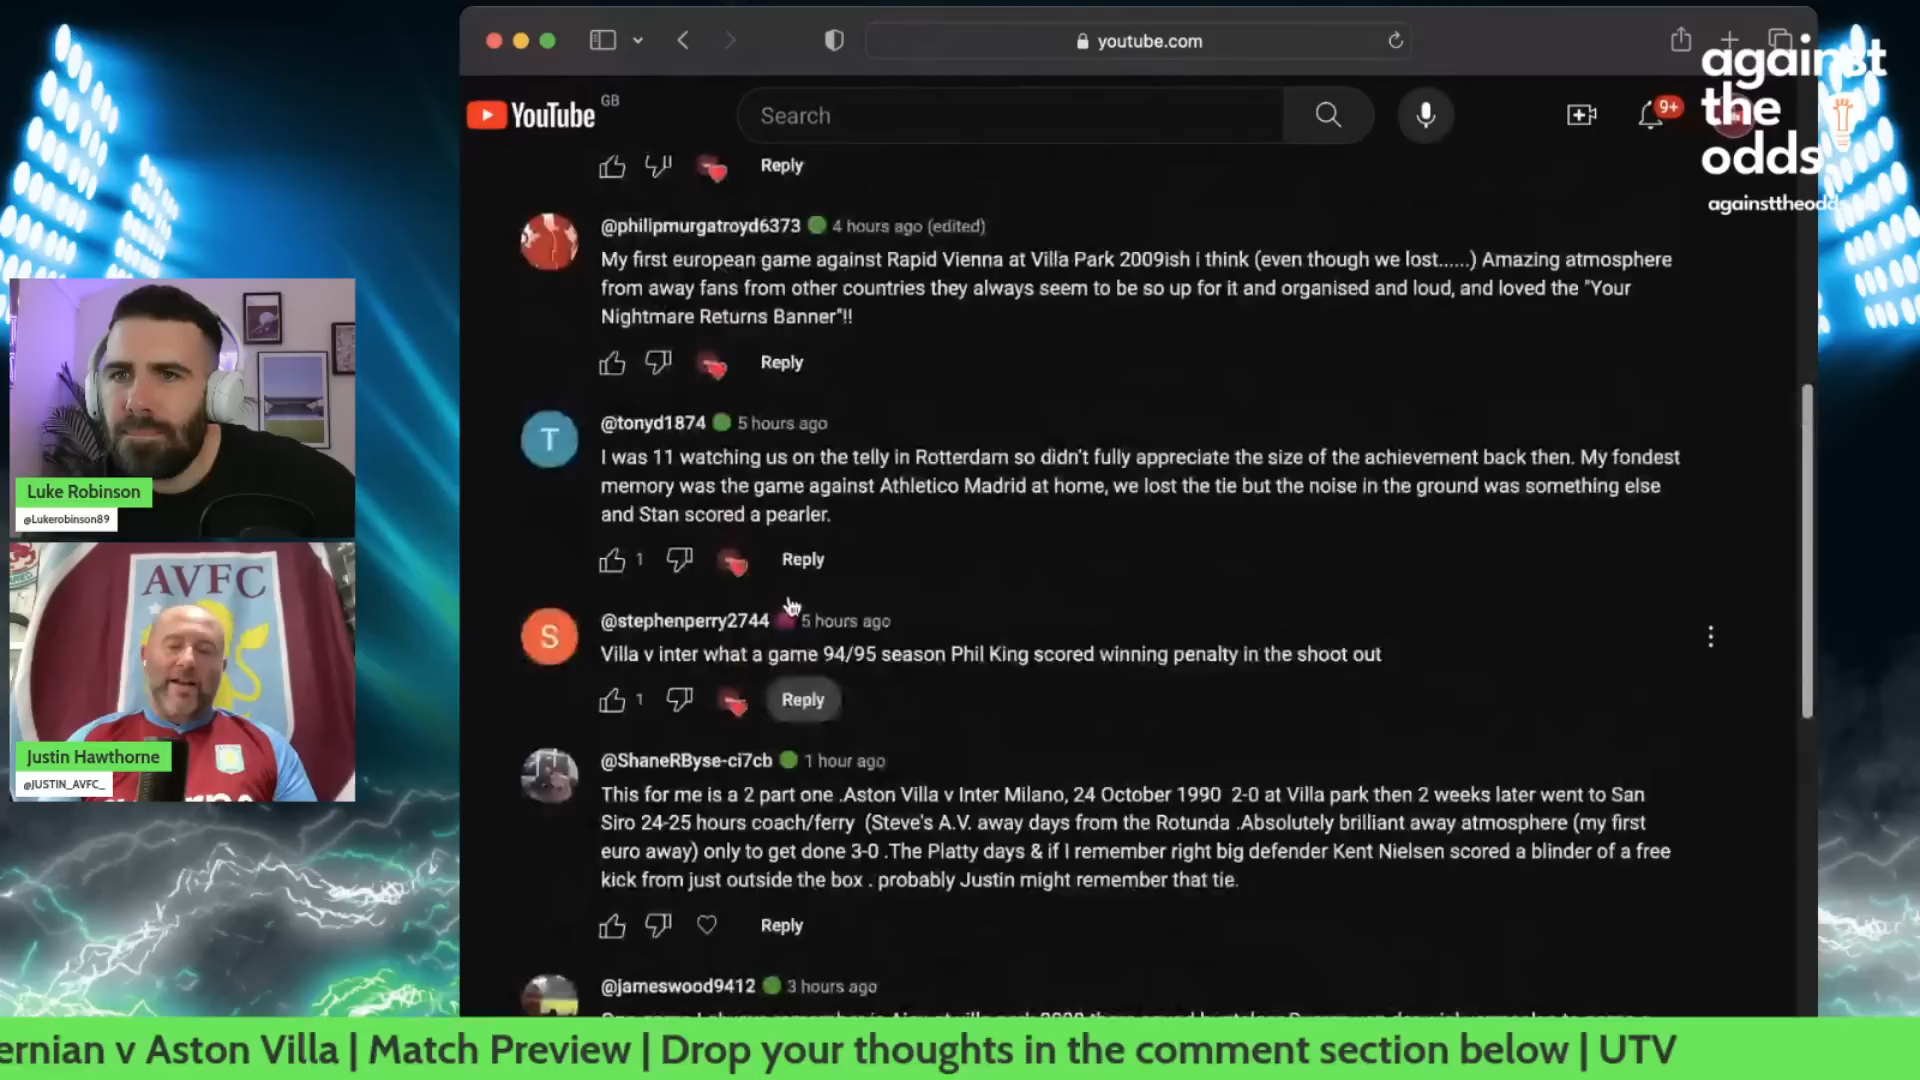 youtube.com
against
the
odds.
againsttheodds
YouTube GB
Search
9+
Reply
@philipmurgatroyd6373 4 hours ago (edited)
My first european game against Rapid Vienna at Villa Park 2009ish i think (even though we lost......) Amazing atmosphere
from away fans from other countries they always seem to be so up for it and organised and loud, and loved the "Your
Nightmare Returns Banner"!!
Reply
@tonyd1874 5 hours ago
T
I was 11 watching us on the telly in Rotterdam so didn't fully appreciate the size of the achievement back then. My fondest
memory was the game against Athletico Madrid at home, we lost the tie but the noise in the ground was something else
and Stan scored a pearler.
1 Reply
@stephenperry2744 5 hours ago
S
Villa v inter what a game 94/95 season Phil King scored winning penalty in the shoot out
1 Reply
@ShaneRByse-ci7cb 1 hour ago
This for me is a 2 part one .Aston Villa v Inter Milano, 24 October 1990 2-0 at Villa park then 2 weeks later went to San
Siro 24-25 hours coach/ferry (Steve's A.V. away days from the Rotunda .Absolutely brilliant away atmosphere (my first
euro away) only to get done 3-0 .The Platty days & if I remember right big defender Kent Nielsen scored a blinder of a free
kick from just outside the box . probably Justin might remember that tie.
Reply
@jameswood9412 3 hours ago
Luke Robinson
@Lukerobinson89
AVFC
Justin Hawthorne
@JUSTIN_AVFC_
ernian v Aston Villa | Match Preview | Drop your thoughts in the comment section below | UTV